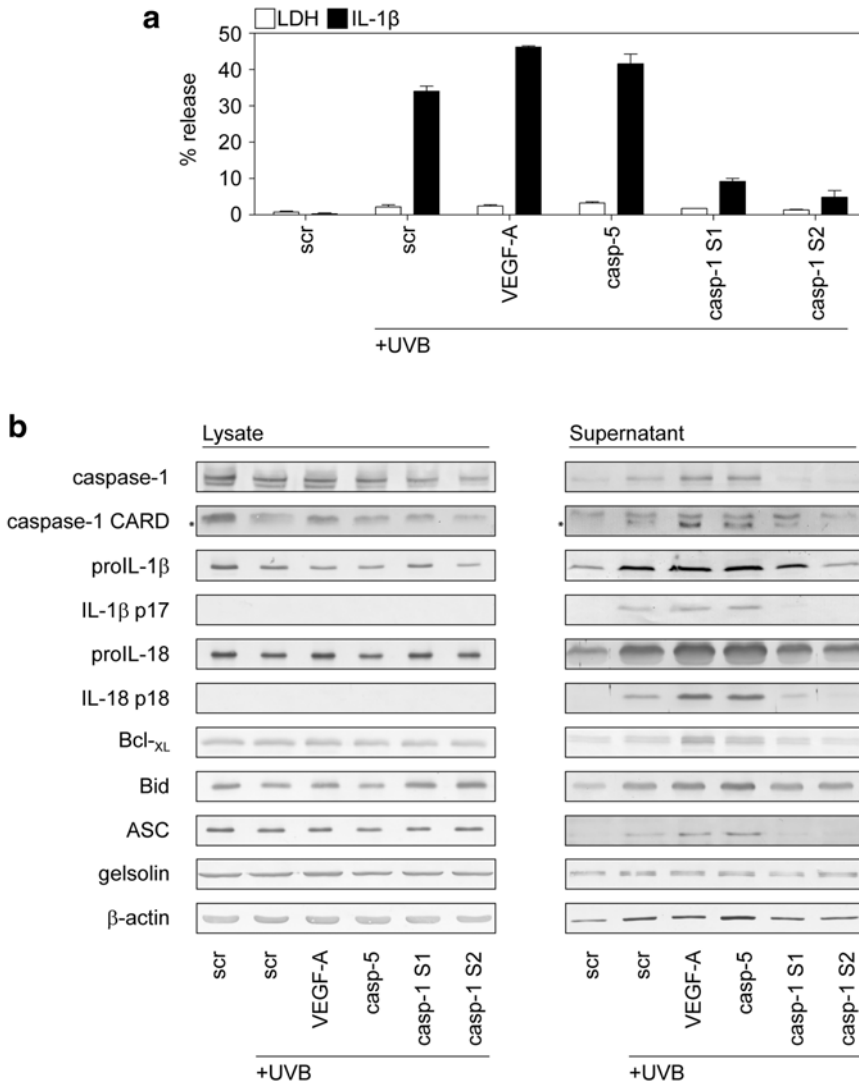 a
LDH IL-1β
% release
50
40
30
20
10
0
scr
scr
VEGF-A
casp-5
casp-1 S1
casp-1 S2
+UVB
b
Lysate Supernatant
caspase-1
caspase-1 CARD
* *
proIL-1β
IL-1β p17
proIL-18
IL-18 p18
Bcl-XL
Bid
ASC
gelsolin
β-actin
scr
scr
VEGF-A
casp-5
casp-1 S1
casp-1 S2
+UVB
scr
scr
VEGF-A
casp-5
casp-1 S1
casp-1 S2
+UVB